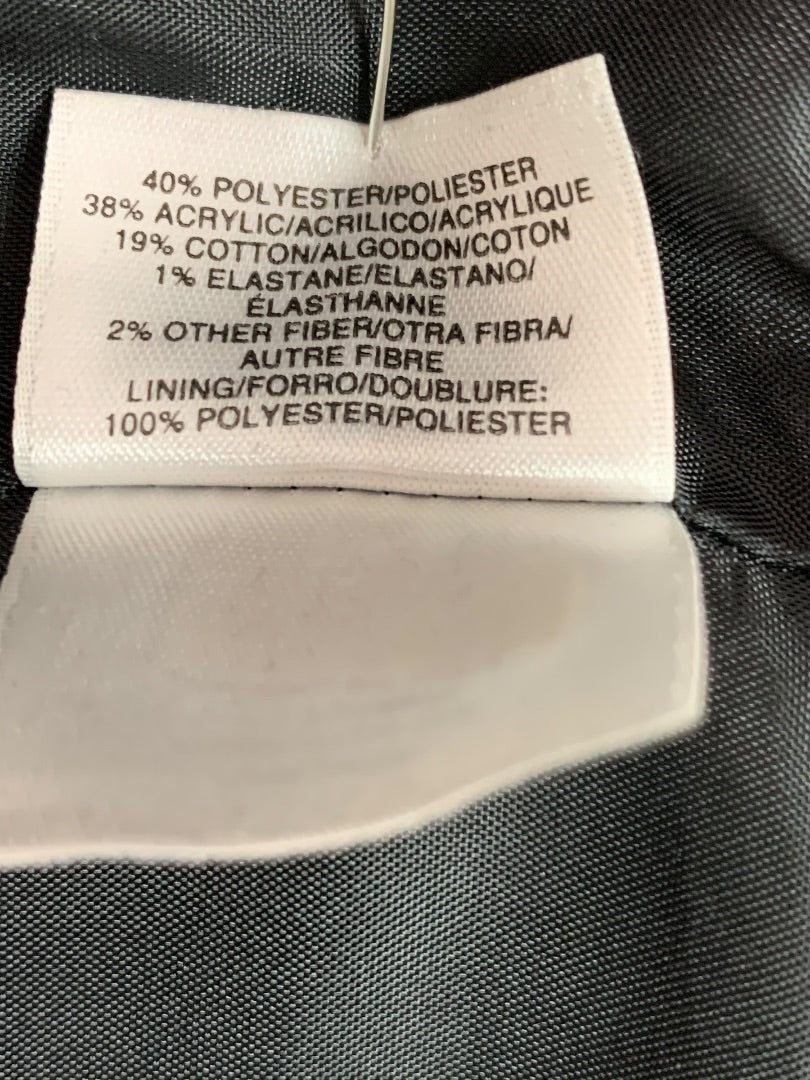 40% POLYESTER/POLIESTER
38% ACRYLIC/ACRILICO/ACRYLIQUE
19% COTTON/ALGODON/COTON
1% ELASTANE/ELASTANO/
ÉLASTHANNE
2% OTHER FIBER/OTRA FIBRA/
AUTRE FIBRE
LINING/FORRO/DOUBLURE:
100% POLYESTER/POLIESTER